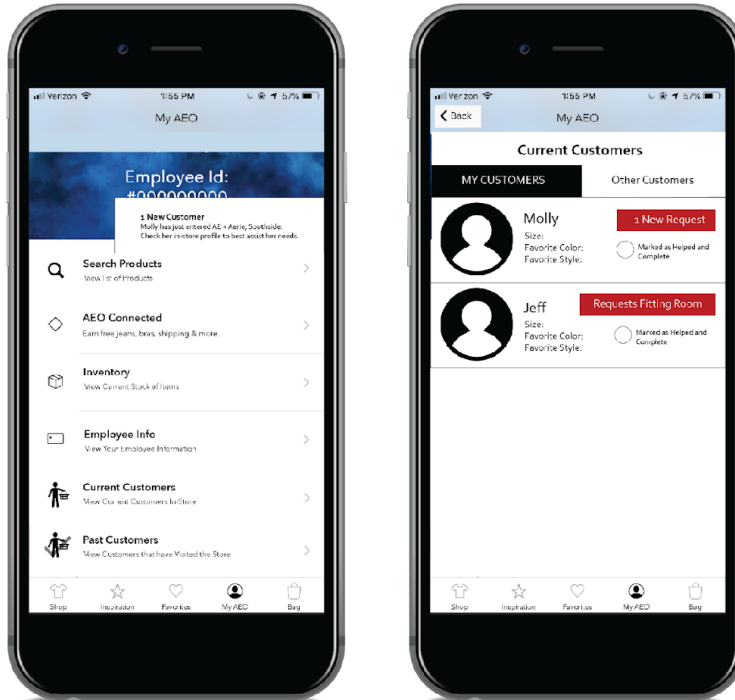 Verizon 1:55 PM 57%
My AEO
Employee Id:
#000000000
1 New Customer
Molly has just entered AE + Aerie, Southside.
Check her in-store profile to best assist her needs.
Search Products
View list of Products
AEO Connected
Earn free jeans, bras, shipping & more.
Inventory
View Current Stock of Items
Employee Info
View Your Employee Information
Current Customers
View Current Customers In-Store
Past Customers
View Customers that have Visited the Store
Shop Inspiration Favorites My AEO Bag
Verizon 1:55 PM 57%
Back My AEO
Current Customers
MY CUSTOMERS Other Customers
Molly 1 New Request
Size:
Favorite Color: Marked as Helped and
Favorite Style: Complete
Jeff Requests Fitting Room
Size:
Favorite Color: Marked as Helped and
Favorite Style: Complete
Shop Inspiration Favorites My AEO Bag